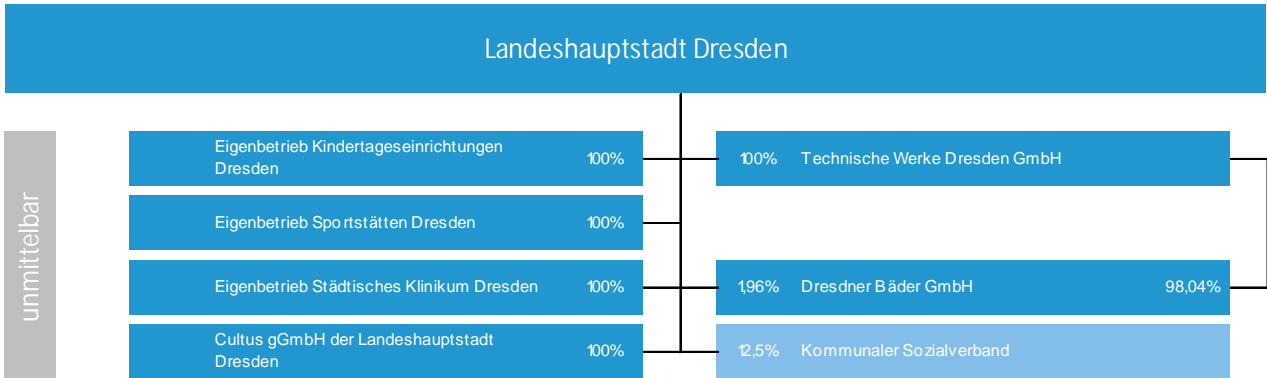 Landeshauptstadt Dresden
unmittelbar
Eigenbetrieb Kindertageseinrichtungen
Dresden
100%
100% Technische Werke Dresden GmbH
Eigenbetrieb Sportstätten Dresden 100%
Eigenbetrieb Städtisches Klinikum Dresden 100%
1,96% Dresdner Bäder GmbH 98,04%
Cultus gGmbH der Landeshauptstadt
Dresden
100%
12,5% Kommunaler Sozialverband